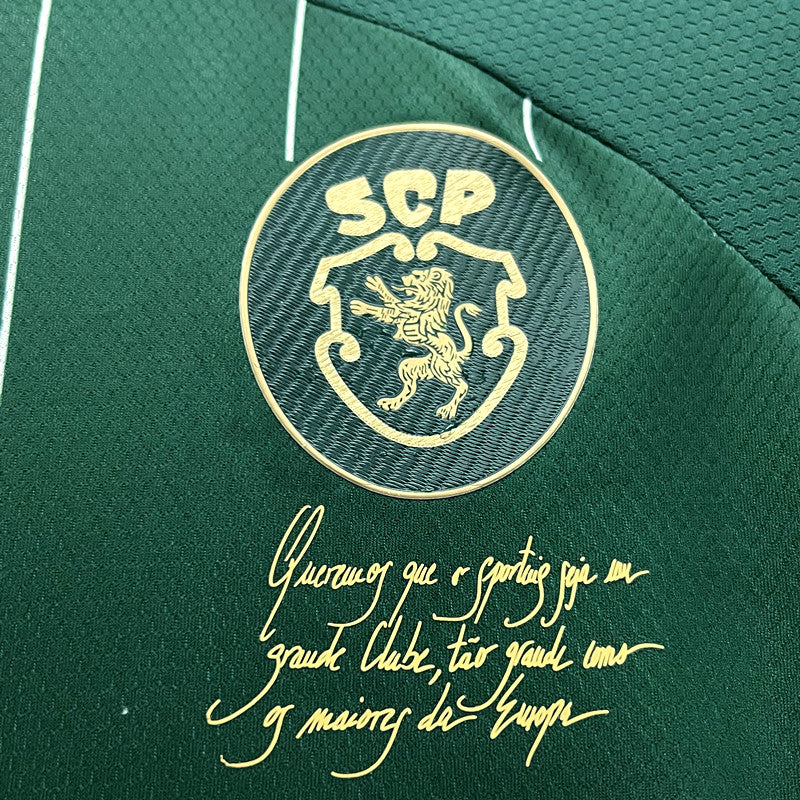 SCP
Queremos que o sporting seja um
grande Clube, tão grande como
os maiores da Europa